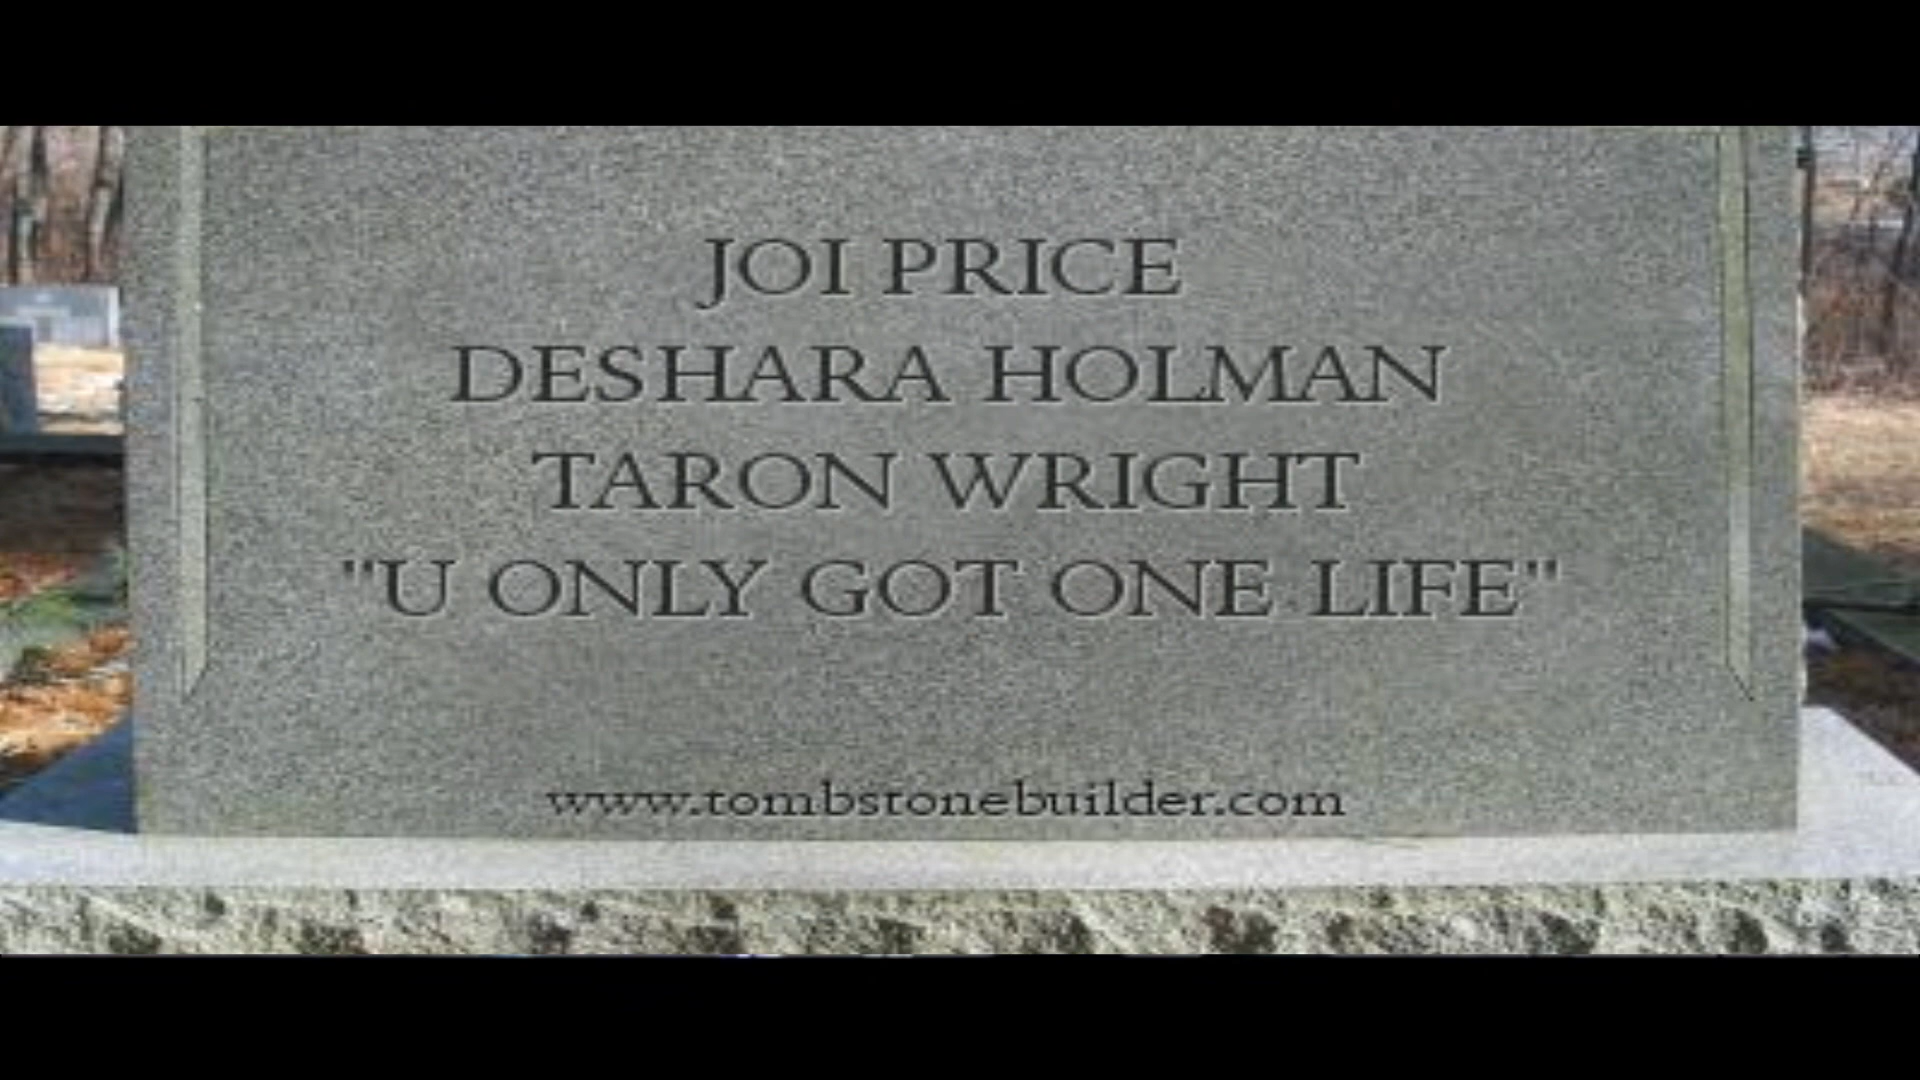 JOI PRICE
DESHARA HOLMAN
TARON WRIGHT
"U ONLY GOT ONE LIFE"
www.tombstonebuilder.com